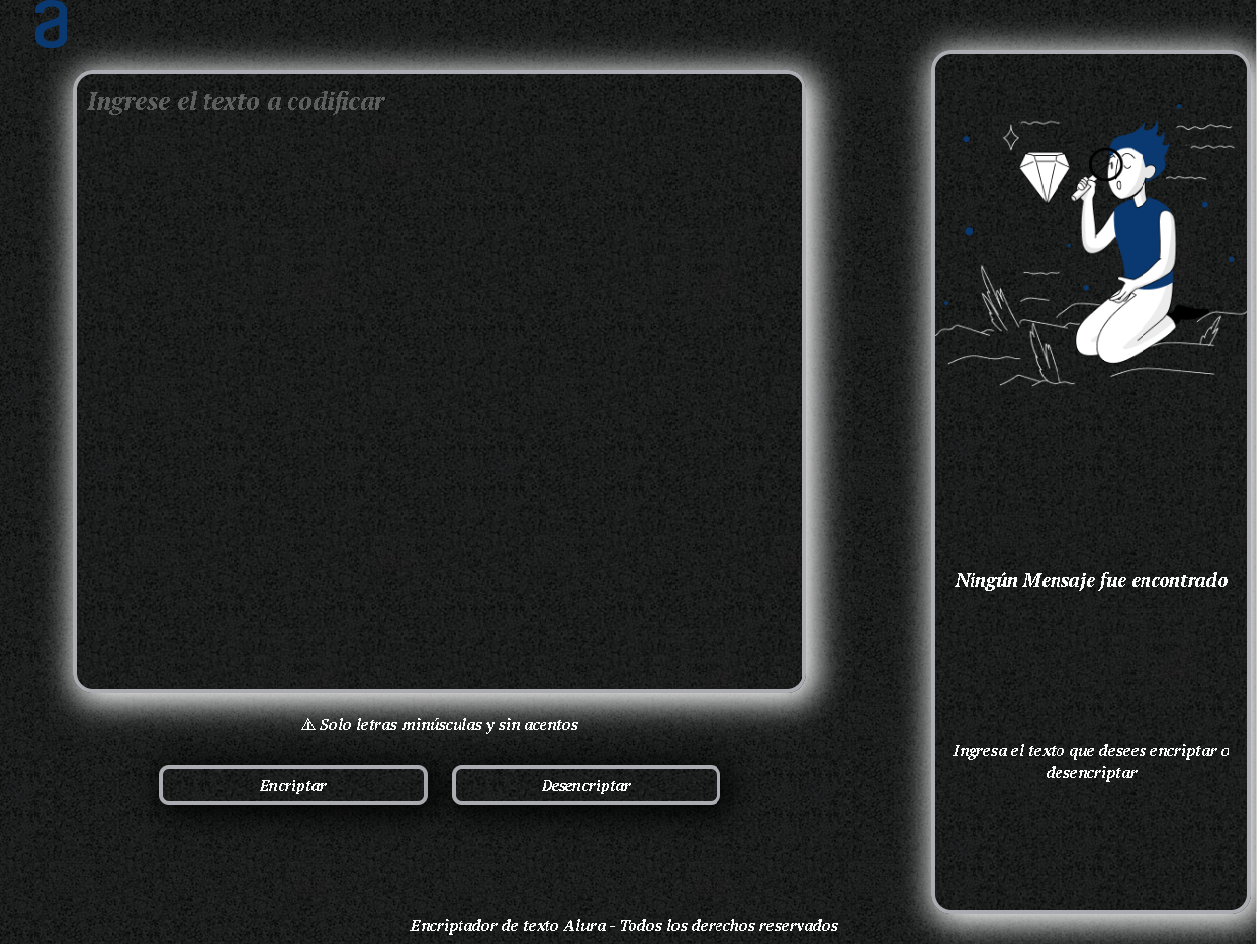 a
Ingrese el texto a codificar
⚠ Solo letras minúsculas y sin acentos
Encriptar
Desencriptar
Ningún Mensaje fue encontrado
Ingresa el texto que desees encriptar o
desencriptar
Encriptador de texto Alura - Todos los derechos reservados